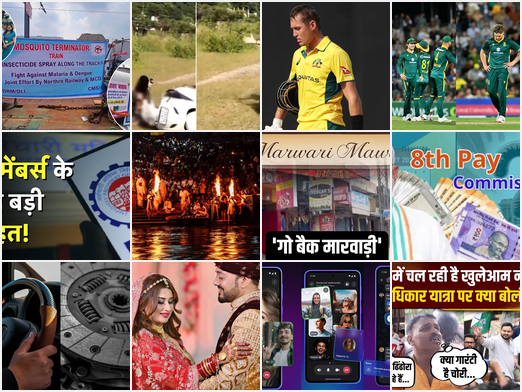 MOSQUITO TERMINATOR
TRAIN
INSECTICIDE SPRAY ALONG THE TRACK
Fight Against Malaria & Dengue
Joint Effort By Northern Railway & MCD
QANTAS
81
मेंबर्स के
बड़ी
Marwari Maw
'गो बैक मारवाड़ी'
8th Pay
Commis
में चल रही है खुलेआम
धिकार यात्रा पर क्या बोल
ढिंढोरा
हे हैं...
क्या गारंटी
है चोरी...